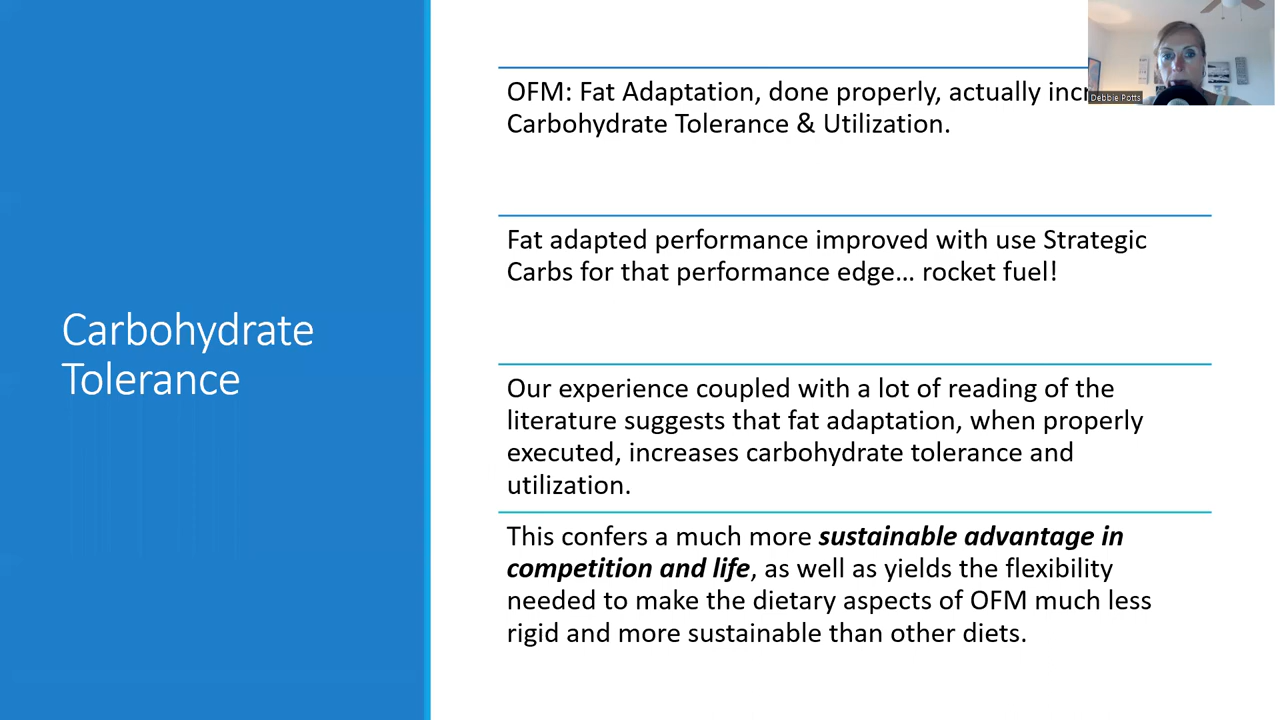 Carbohydrate
Tolerance
OFM: Fat Adaptation, done properly, actually
Carbohydrate Tolerance & Utilization.
Fat adapted performance improved with use Strategic
Carbs for that performance edge... rocket fuel!
Our experience coupled with a lot of reading of the
literature suggests that fat adaptation, when properly
executed, increases carbohydrate tolerance and
utilization.
This confers a much more sustainable advantage in
competition and life, as well as yields the flexibility
needed to make the dietary aspects of OFM much less
rigid and more sustainable than other diets.
Debbie Potts